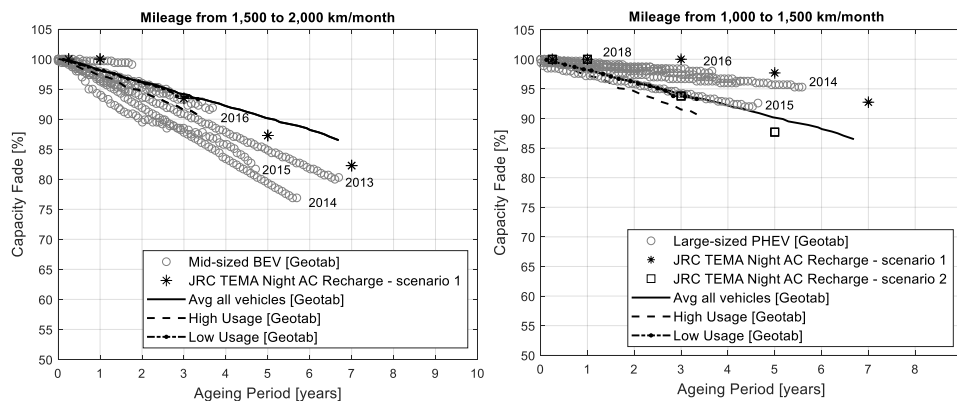 Mileage from 1,500 to 2,000 km/month
105
100
95
90
85
80
75
70
65
60
55
50
Capacity Fade [%]
2016
2015
2013
2014
Mid-sized BEV [Geotab]
JRC TEMA Night AC Recharge - scenario 1
Avg all vehicles [Geotab]
High Usage [Geotab]
Low Usage [Geotab]
0 1 2 3 4 5 6 7 8 9 10
Ageing Period [years]
Mileage from 1,000 to 1,500 km/month
105
100
95
90
85
80
75
70
65
60
55
50
Capacity Fade [%]
2018
2016
2014
2015
Large-sized PHEV [Geotab]
JRC TEMA Night AC Recharge - scenario 1
JRC TEMA Night AC Recharge - scenario 2
Avg all vehicles [Geotab]
High Usage [Geotab]
Low Usage [Geotab]
0 1 2 3 4 5 6 7 8
Ageing Period [years]